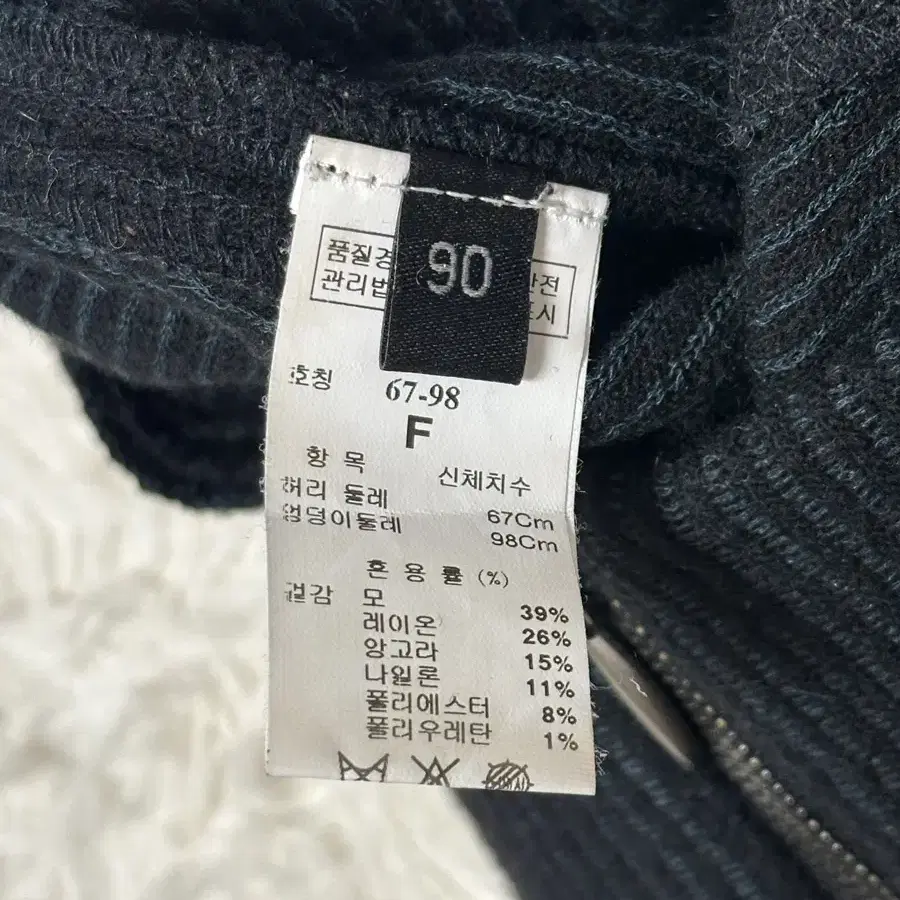 90
품질경
관리법
안전
표시
호칭 67-98
F
항 목 신체치수
허리 둘레 67Cm
엉덩이둘레 98Cm
혼 용 률 (%)
겉감 모 39%
레이온 26%
앙고라 15%
나일론 11%
폴리에스터 8%
폴리우레탄 1%